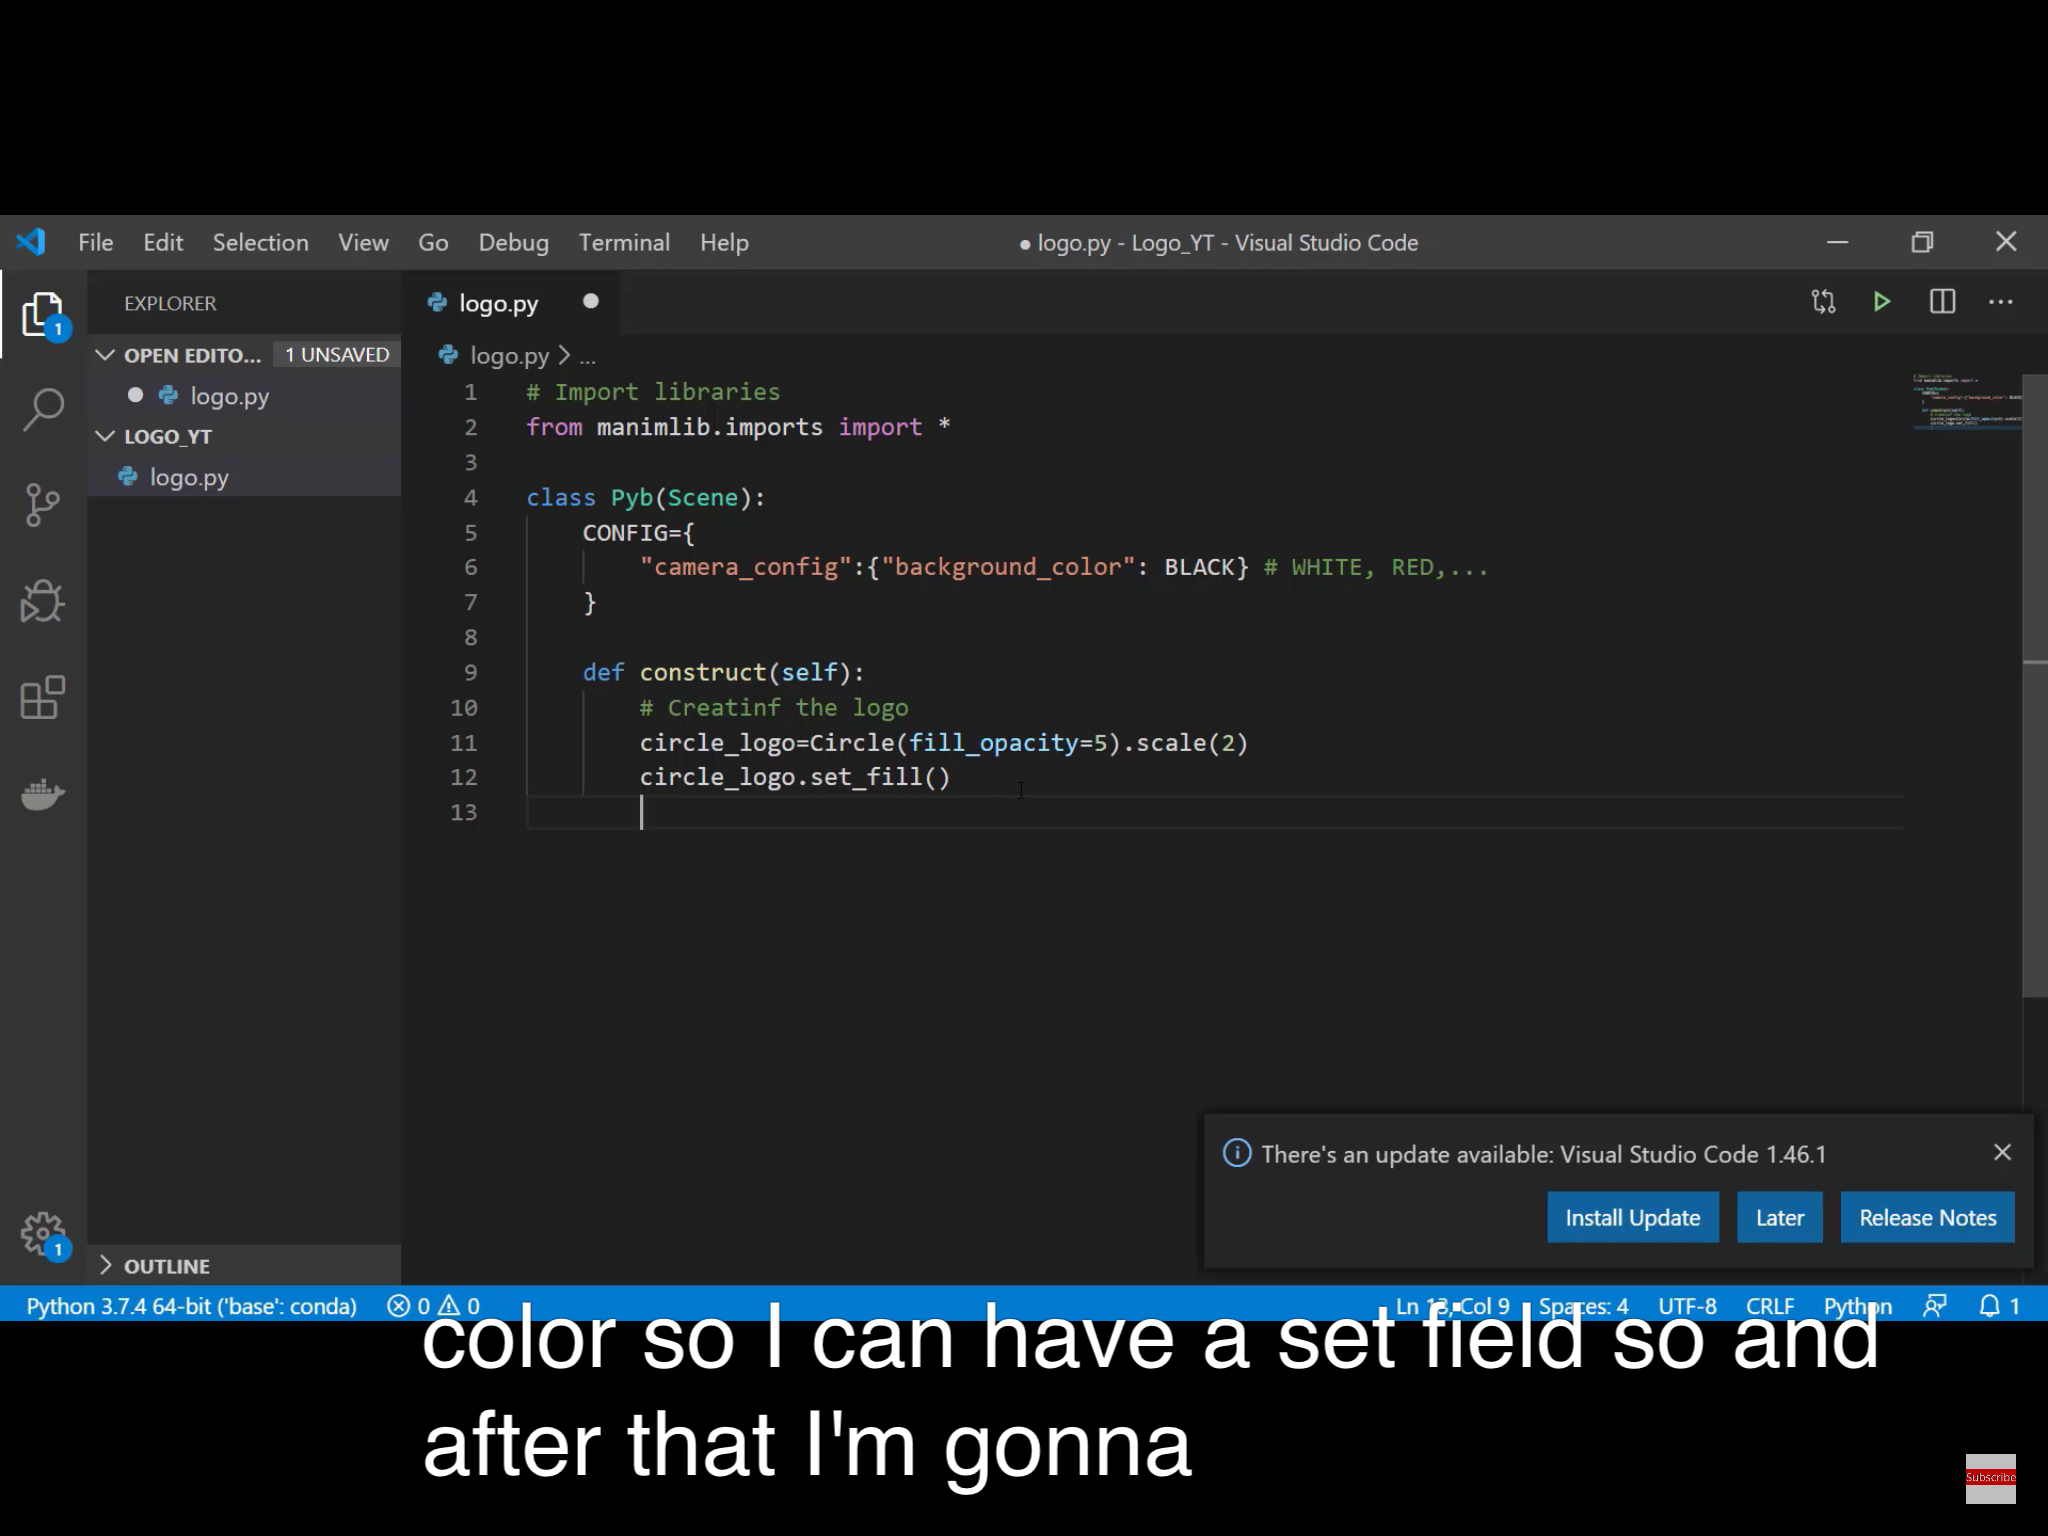 File Edit Selection View Go Debug Terminal Help
● logo.py - Logo_YT - Visual Studio Code
EXPLORER
OPEN EDITO... 1 UNSAVED
logo.py
LOGO_YT
logo.py
OUTLINE
logo.py
logo.py > ...
1 # Import libraries
2 from manimlib.imports import *
3
4 class Pyb(Scene):
5 CONFIG={
6 "camera_config":{"background_color": BLACK} # WHITE, RED,...
7 }
8
9 def construct(self):
10 # Creatinf the logo
11 circle_logo=Circle(fill_opacity=5).scale(2)
12 circle_logo.set_fill()
13
There's an update available: Visual Studio Code 1.46.1
Install Update Later Release Notes
1
1
Python 3.7.4 64-bit ('base': conda) 0 0 Ln 13, Col 9 Spaces: 4 UTF-8 CRLF Python 1
color so I can have a set field so and
after that I'm gonna
Subscribe